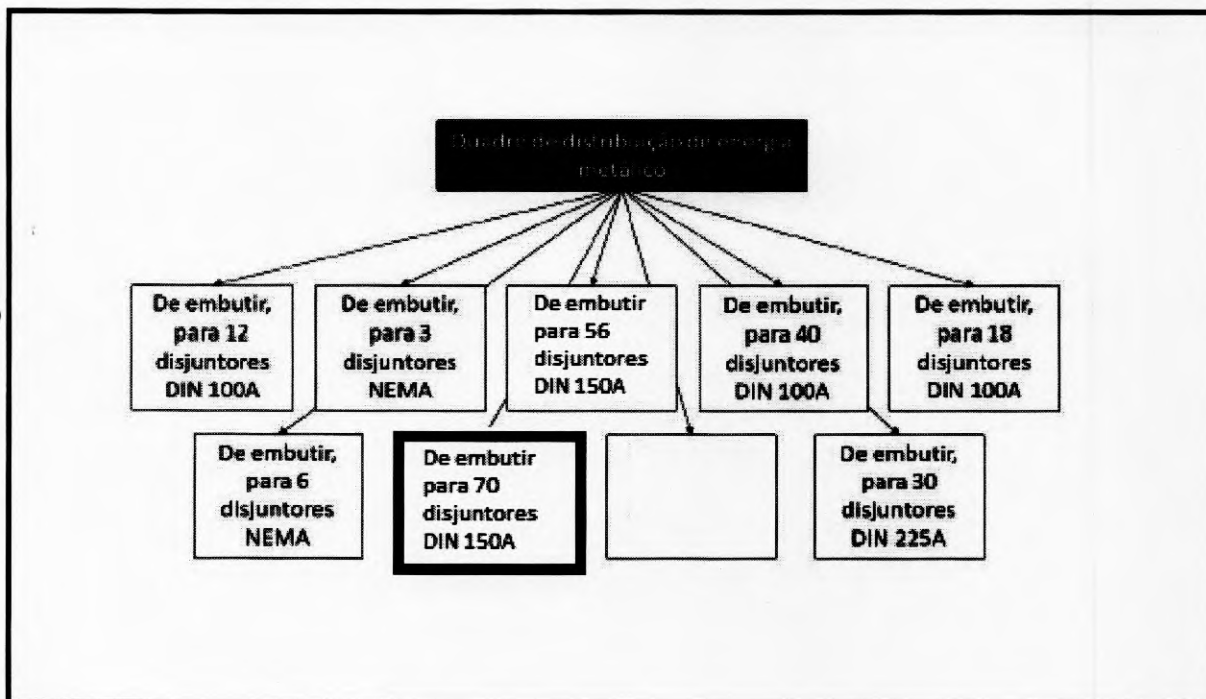 Quadro de distribuição de energia
metálico
De embutir,
para 12
disjuntores
DIN 100A
De embutir,
para 3
disjuntores
NEMA
De embutir
para 56
disjuntores
DIN 150A
De embutir,
para 40
disjuntores
DIN 100A
De embutir,
para 18
disjuntores
DIN 100A
De embutir,
para 6
disjuntores
NEMA
De embutir
para 70
disjuntores
DIN 150A
De embutir,
para 30
disjuntores
DIN 225A